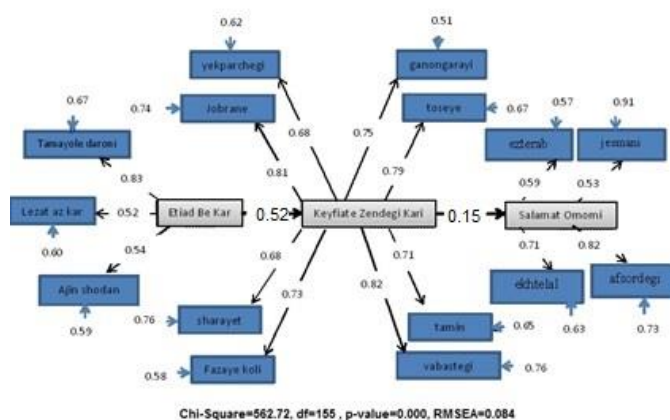 0.62
0.51
yekparchegi
ganongarayi
0.67
0.74
Jobrane
toseye
0.67
0.57
0.91
Tamayole daroni
ezterab
jesmani
0.68
0.75
0.83
0.81
0.79
0.59
0.53
Lezat az kar
0.52
Etiad Be Kar
0.52
Keyfiate Zendegi Kari
0.15
Salamat Omomi
0.60
0.54
0.68
0.73
0.82
0.71
0.71
0.82
Ajin shodan
ekhtelal
afsordegi
0.59
0.76
sharayet
tamin
0.65
0.63
0.73
0.58
Fazaye koli
vabastegi
0.76
Chi-Square=562.72, df=155 , p-value=0.000, RMSEA=0.084